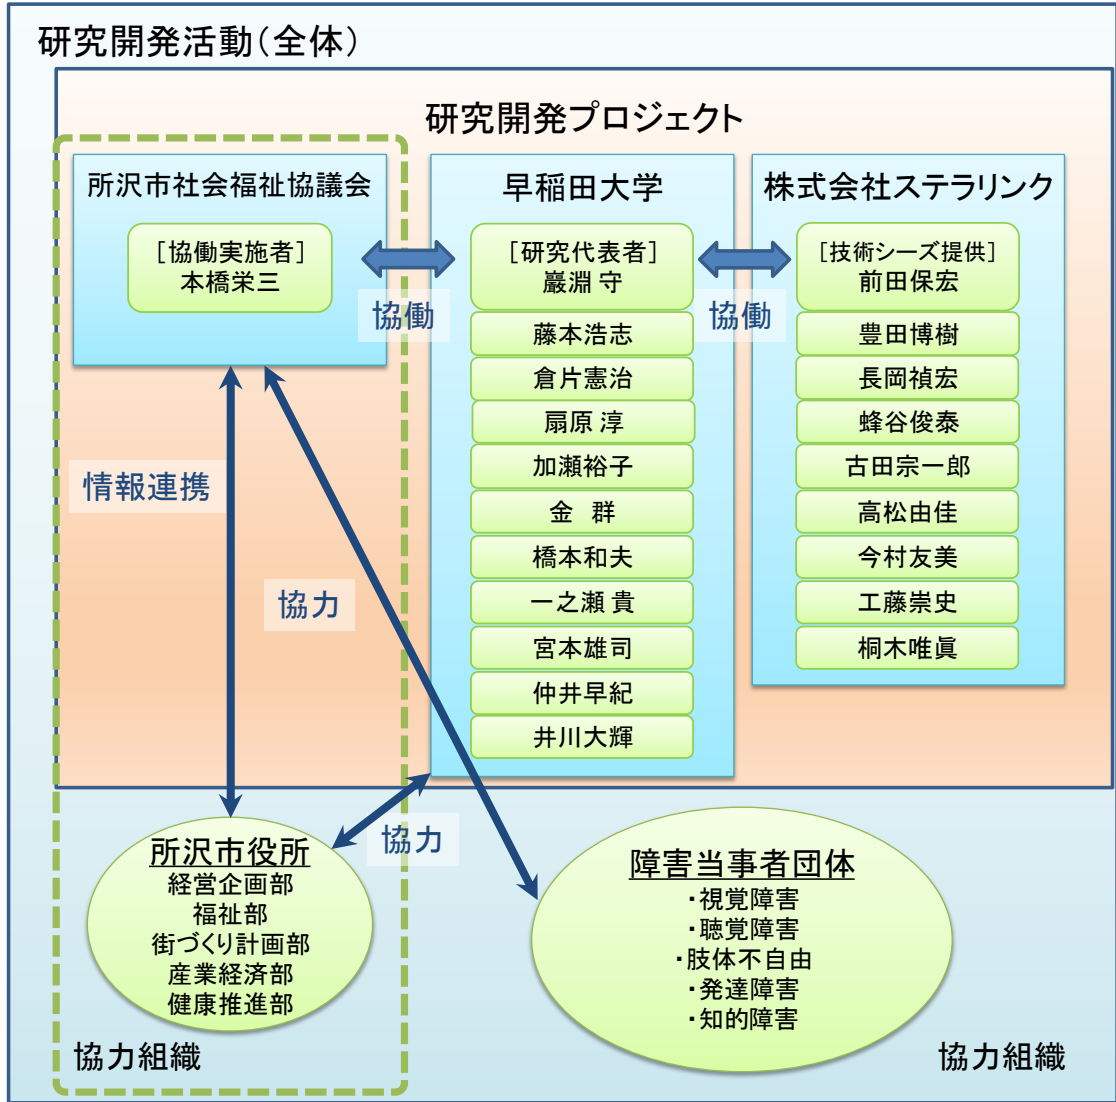 研究開発活動(全体)
研究開発プロジェクト
所沢市社会福祉協議会
[協働実施者]
本橋栄三
早稲田大学
[研究代表者]
巖淵 守
藤本浩志
倉片憲治
扇原 淳
加瀬裕子
金 群
橋本和夫
一之瀬 貴
宮本雄司
仲井早紀
井川大輝
株式会社ステラリンク
[技術シーズ提供]
前田保宏
豊田博樹
長岡禎宏
蜂谷俊泰
古田宗一郎
高松由佳
今村友美
工藤崇史
桐木唯眞
協働
協働
情報連携
協力
協力
所沢市役所
経営企画部
福祉部
街づくり計画部
産業経済部
健康推進部
協力組織
障害当事者団体
・視覚障害
・聴覚障害
・肢体不自由
・発達障害
・知的障害
協力組織